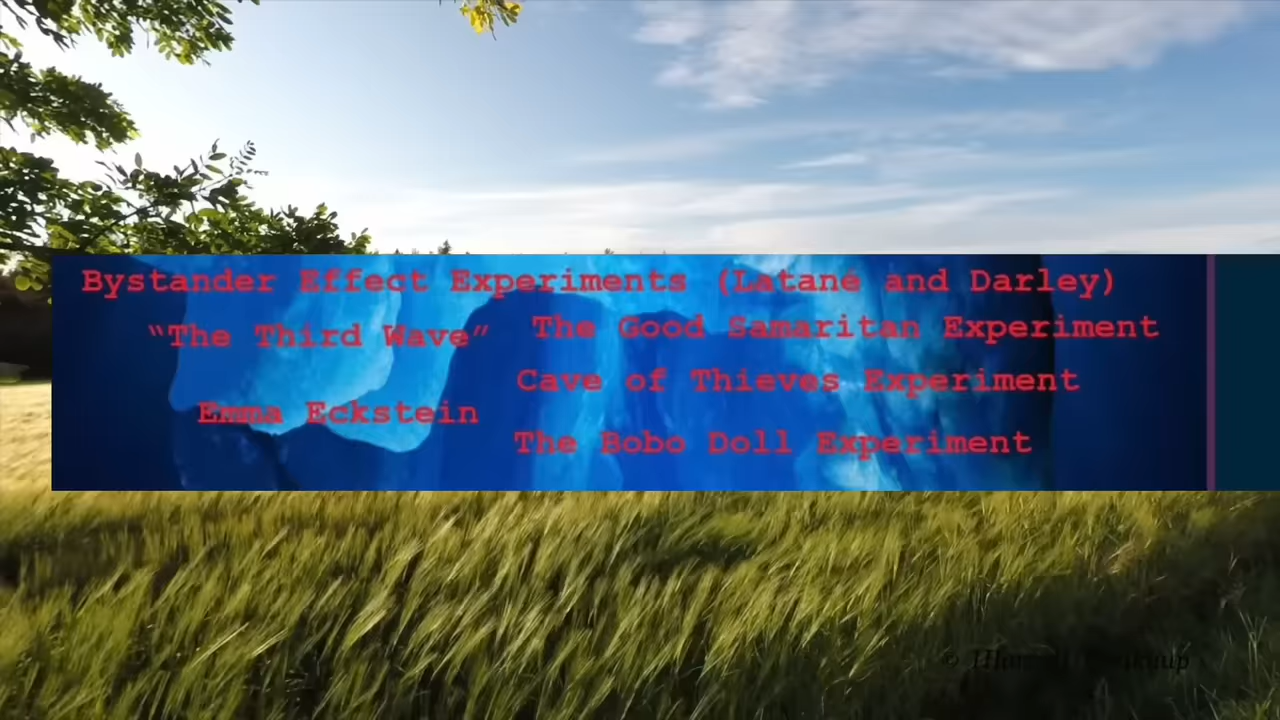 Bystander Effect Experiments (Latané and Darley)
“The Third Wave”
The Good Samaritan Experiment
Cave of Thieves Experiment
Emma Eckstein
The Bobo Doll Experiment
©